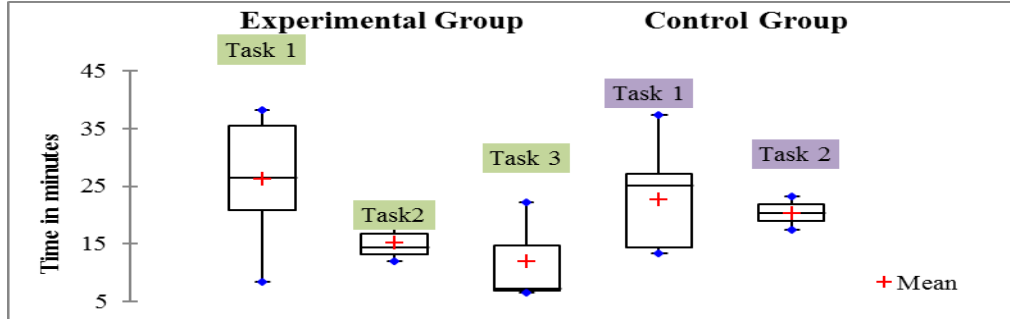 Experimental Group
Control Group
Task 1
Task2
Task 3
Task 1
Task 2
Time in minutes
45
35
25
15
5
Mean